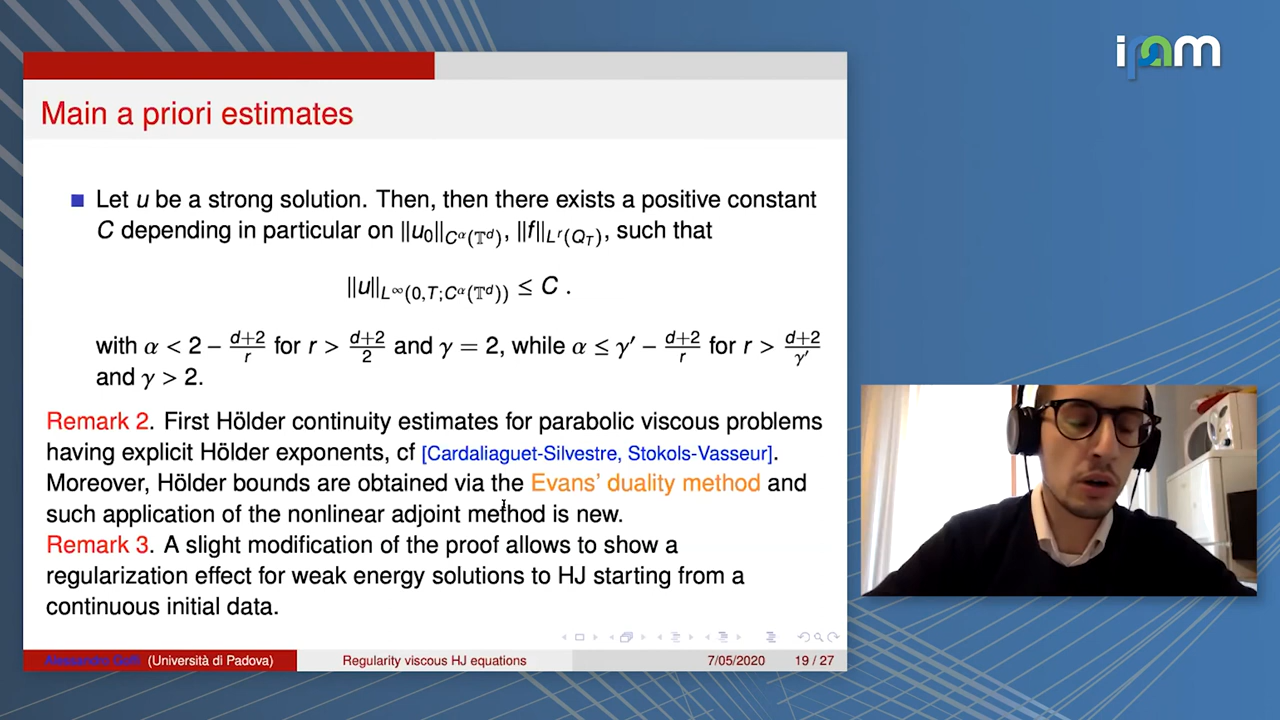 ipam
Main a priori estimates
Let u be a strong solution. Then, then there exists a positive constant
C depending in particular on ‖u₀‖_{C^α(𝕋^d)}, ‖f‖_{L^r(Q_T)}, such that
‖u‖_{L^∞(0,T;C^α(𝕋^d))} ≤ C .
with α < 2 − (d+2)/r for r > (d+2)/2 and γ = 2, while α ≤ γ′ − (d+2)/r for r > (d+2)/γ′
and γ > 2.
Remark 2. First Hölder continuity estimates for parabolic viscous problems
having explicit Hölder exponents, cf [Cardaliaguet-Silvestre, Stokols-Vasseur].
Moreover, Hölder bounds are obtained via the Evans' duality method and
such application of the nonlinear adjoint method is new.
Remark 3. A slight modification of the proof allows to show a
regularization effect for weak energy solutions to HJ starting from a
continuous initial data.
Alessandro Goffi (Università di Padova) Regularity viscous HJ equations 7/05/2020 19 / 27